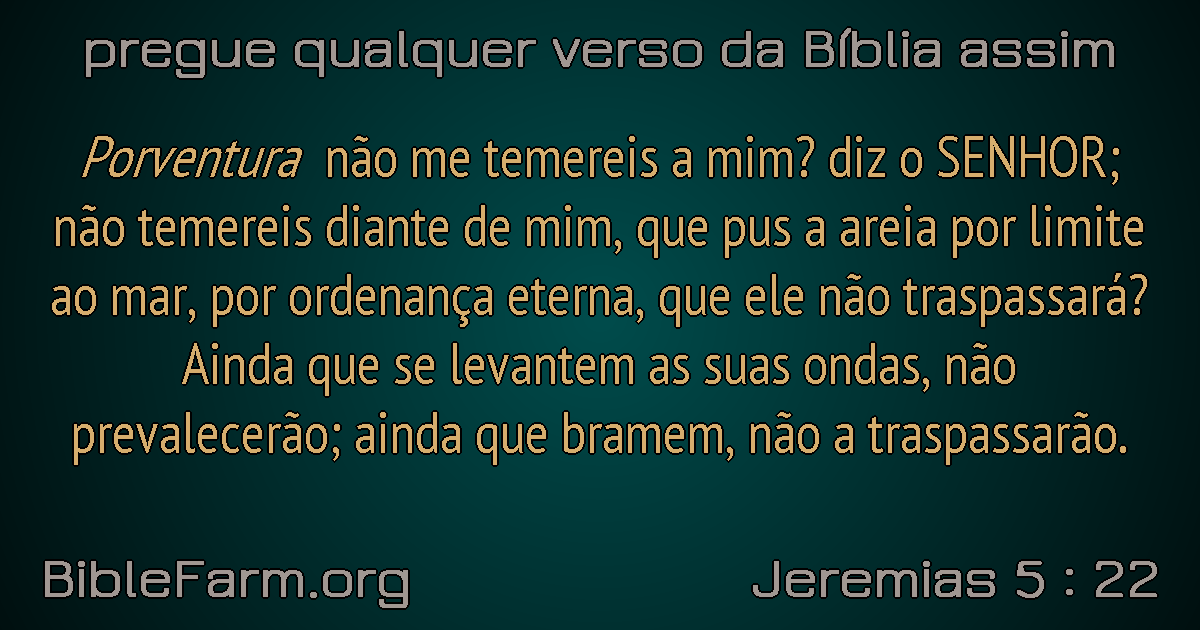 pregue qualquer verso da Bíblia assim
Porventura não me temereis a mim? diz o SENHOR;
não temereis diante de mim, que pus a areia por limite
ao mar, por ordenança eterna, que ele não traspassará?
Ainda que se levantem as suas ondas, não
prevalecerão; ainda que bramem, não a traspassarão.
BibleFarm.org
Jeremias 5 : 22